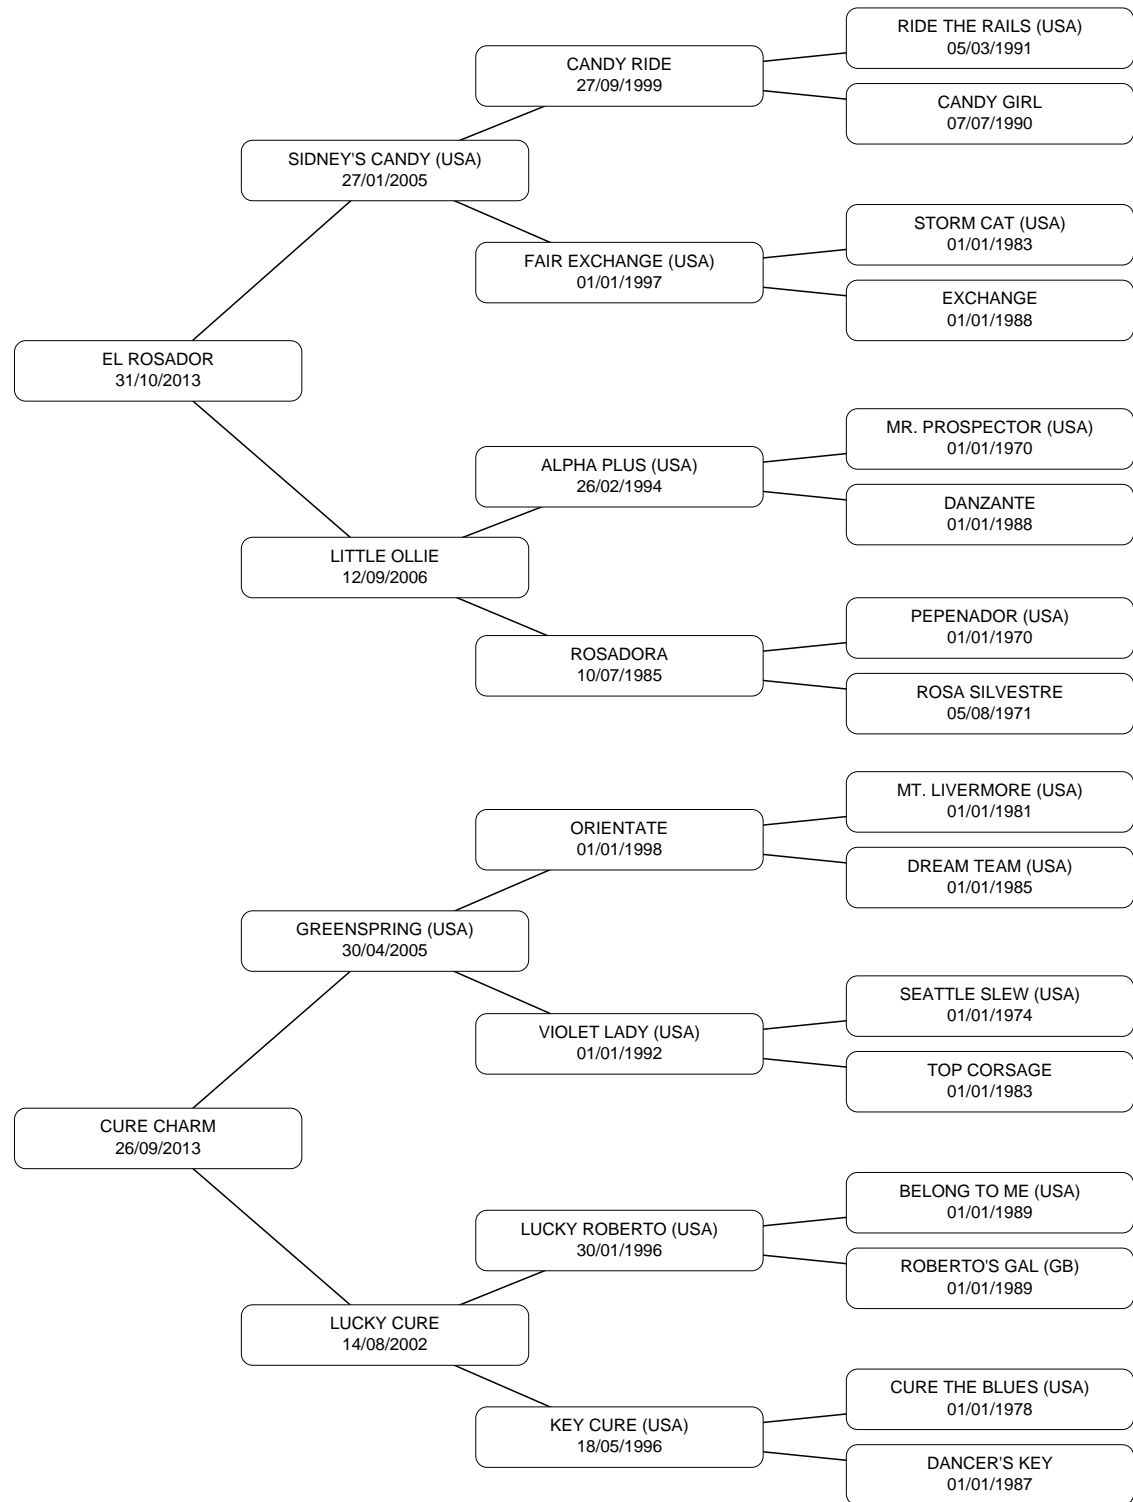 RIDE THE RAILS (USA)
05/03/1991
CANDY RIDE
27/09/1999
CANDY GIRL
07/07/1990
SIDNEY'S CANDY (USA)
27/01/2005
STORM CAT (USA)
01/01/1983
FAIR EXCHANGE (USA)
01/01/1997
EXCHANGE
01/01/1988
EL ROSADOR
31/10/2013
MR. PROSPECTOR (USA)
01/01/1970
ALPHA PLUS (USA)
26/02/1994
DANZANTE
01/01/1988
LITTLE OLLIE
12/09/2006
PEPENADOR (USA)
01/01/1970
ROSADORA
10/07/1985
ROSA SILVESTRE
05/08/1971
MT. LIVERMORE (USA)
01/01/1981
ORIENTATE
01/01/1998
DREAM TEAM (USA)
01/01/1985
GREENSPRING (USA)
30/04/2005
SEATTLE SLEW (USA)
01/01/1974
VIOLET LADY (USA)
01/01/1992
TOP CORSAGE
01/01/1983
CURE CHARM
26/09/2013
BELONG TO ME (USA)
01/01/1989
LUCKY ROBERTO (USA)
30/01/1996
ROBERTO'S GAL (GB)
01/01/1989
LUCKY CURE
14/08/2002
CURE THE BLUES (USA)
01/01/1978
KEY CURE (USA)
18/05/1996
DANCER'S KEY
01/01/1987